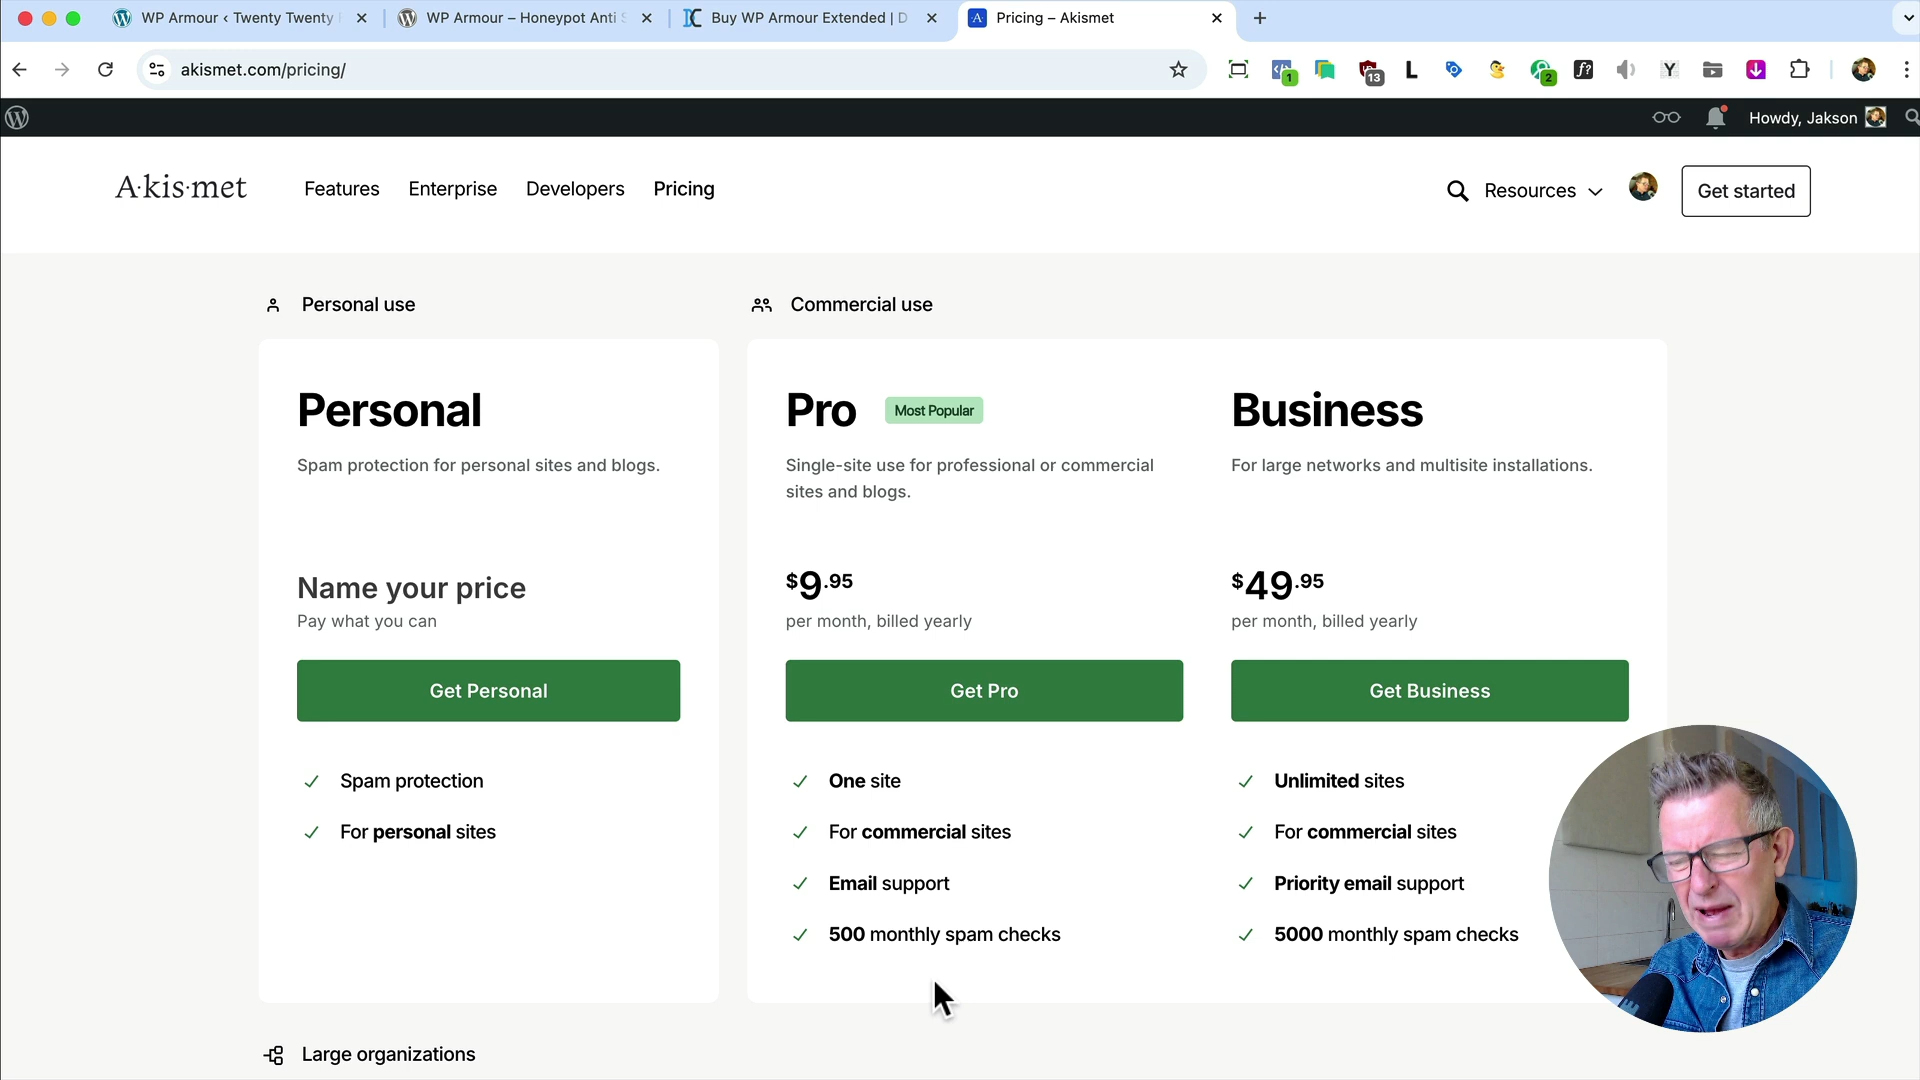 WP Armour ‹ Twenty Twenty
WP Armour – Honeypot Anti
Buy WP Armour Extended | D
Pricing – Akismet
akismet.com/pricing/
1
13
L
2
f?
Y
Howdy, Jakson
A·kis·met
Features
Enterprise
Developers
Pricing
Resources
Get started
Personal use
Commercial use
Personal
Spam protection for personal sites and blogs.
Name your price
Pay what you can
Get Personal
Spam protection
For personal sites
Pro
Most Popular
Single-site use for professional or commercial
sites and blogs.
$9.95
per month, billed yearly
Get Pro
One site
For commercial sites
Email support
500 monthly spam checks
Business
For large networks and multisite installations.
$49.95
per month, billed yearly
Get Business
Unlimited sites
For commercial sites
Priority email support
5000 monthly spam checks
Large organizations